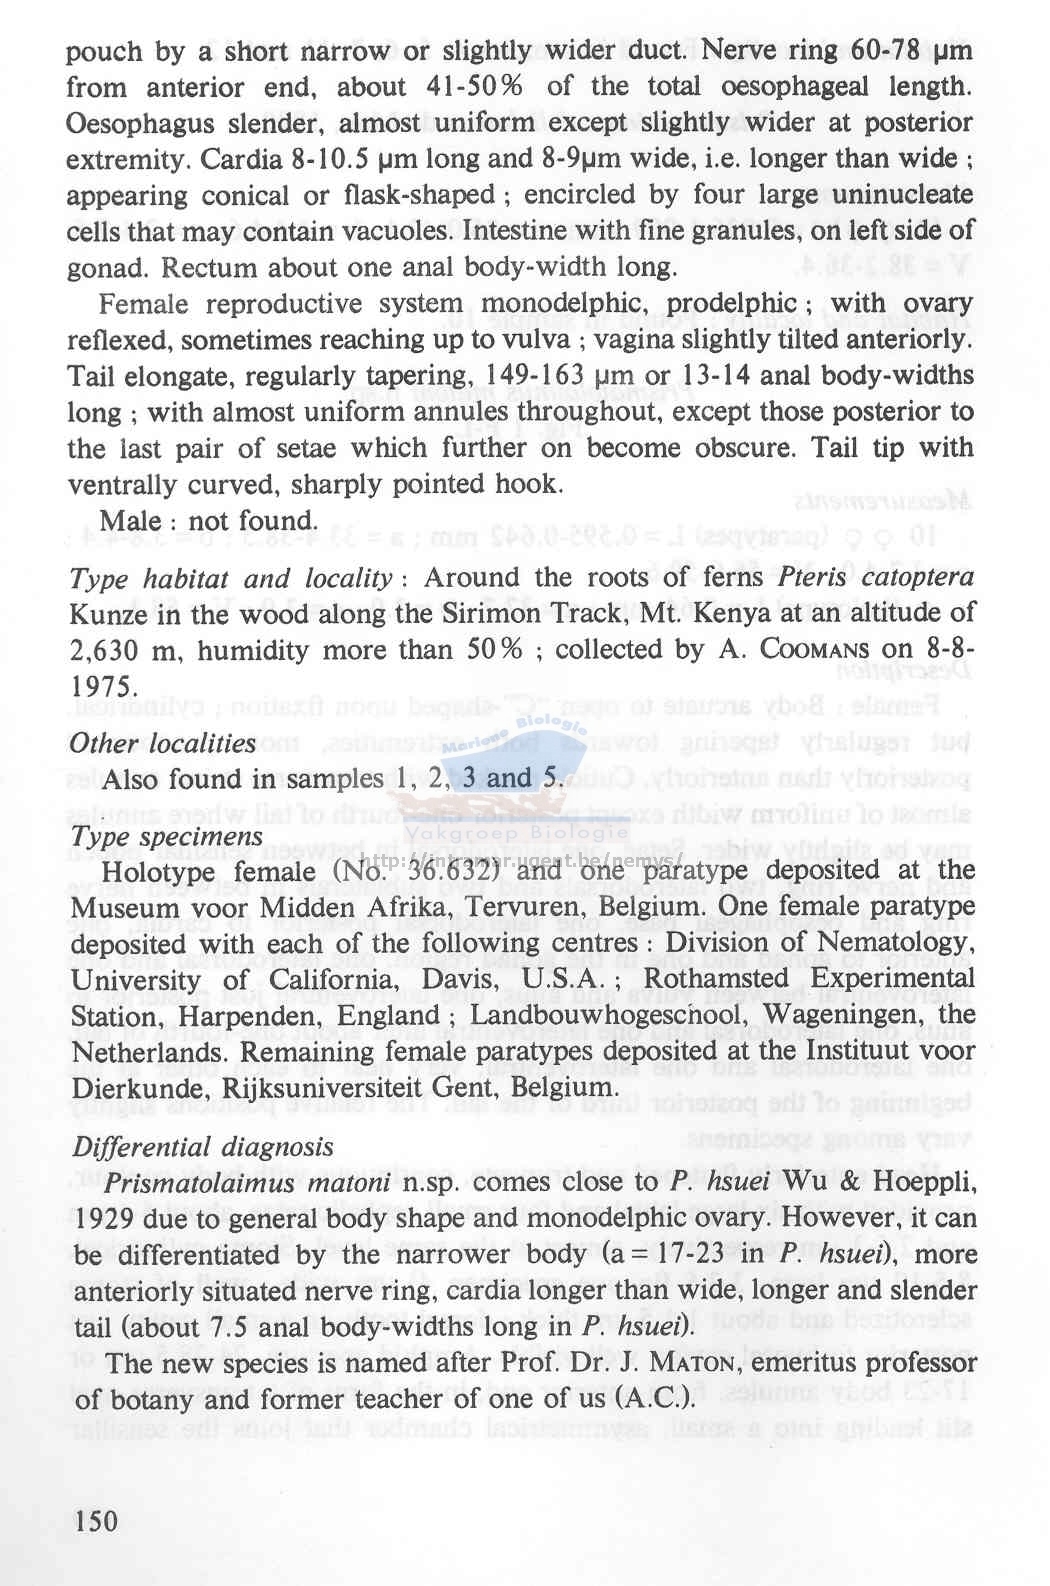 pouch by a short narrow or slightly wider duct. Nerve ring 60-78 µm
from anterior end, about 41-50% of the total oesophageal length.
Oesophagus slender, almost uniform except slightly wider at posterior
extremity. Cardia 8-10.5 µm long and 8-9µm wide, i.e. longer than wide ;
appearing conical or flask-shaped ; encircled by four large uninucleate
cells that may contain vacuoles. Intestine with fine granules, on left side of
gonad. Rectum about one anal body-width long.
Female reproductive system monodelphic, prodelphic ; with ovary
reflexed, sometimes reaching up to vulva ; vagina slightly tilted anteriorly.
Tail elongate, regularly tapering, 149-163 µm or 13-14 anal body-widths
long ; with almost uniform annules throughout, except those posterior to
the last pair of setae which further on become obscure. Tail tip with
ventrally curved, sharply pointed hook.
Male : not found.
Type habitat and locality : Around the roots of ferns Pteris catoptera
Kunze in the wood along the Sirimon Track, Mt. Kenya at an altitude of
2,630 m, humidity more than 50% ; collected by A. COOMANS on 8-8-
1975.
Other localities
Also found in samples 1, 2, 3 and 5.
Mariene Biologie
Vakgroep Biologie
http://intramar.ugent.be/nemys/
Type specimens
Holotype female (No. 36.632) and one paratype deposited at the
Museum voor Midden Afrika, Tervuren, Belgium. One female paratype
deposited with each of the following centres : Division of Nematology,
University of California, Davis, U.S.A. ; Rothamsted Experimental
Station, Harpenden, England ; Landbouwhogeschool, Wageningen, the
Netherlands. Remaining female paratypes deposited at the Instituut voor
Dierkunde, Rijksuniversiteit Gent, Belgium.
Differential diagnosis
Prismatolaimus matoni n.sp. comes close to P. hsuei Wu & Hoeppli,
1929 due to general body shape and monodelphic ovary. However, it can
be differentiated by the narrower body (a = 17-23 in P. hsuei), more
anteriorly situated nerve ring, cardia longer than wide, longer and slender
tail (about 7.5 anal body-widths long in P. hsuei).
The new species is named after Prof. Dr. J. MATON, emeritus professor
of botany and former teacher of one of us (A.C.).
150